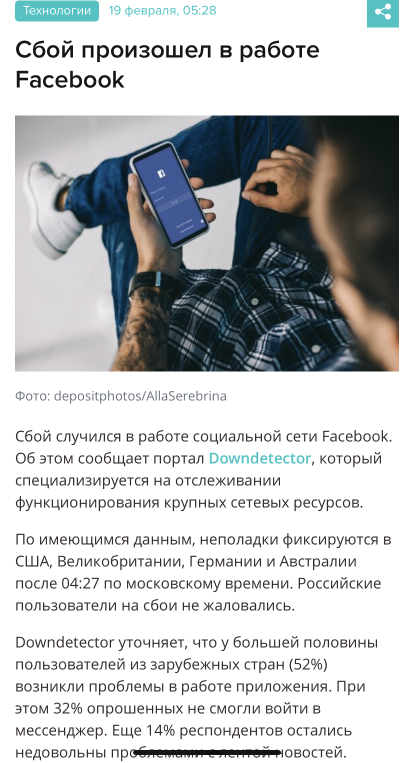 Технологии 19 февраля, 05:28
Сбой произошел в работе
Facebook
Фото: depositphotos/AllaSerebrina
Сбой случился в работе социальной сети Facebook.
Об этом сообщает портал Downdetector, который
специализируется на отслеживании
функционирования крупных сетевых ресурсов.
По имеющимся данным, неполадки фиксируются в
США, Великобритании, Германии и Австралии
после 04:27 по московскому времени. Российские
пользователи на сбои не жаловались.
Downdetector уточняет, что у большей половины
пользователей из зарубежных стран (52%)
возникли проблемы в работе приложения. При
этом 32% опрошенных не смогли войти в
мессенджер. Еще 14% респондентов остались
недовольны проблемами с лентой новостей.